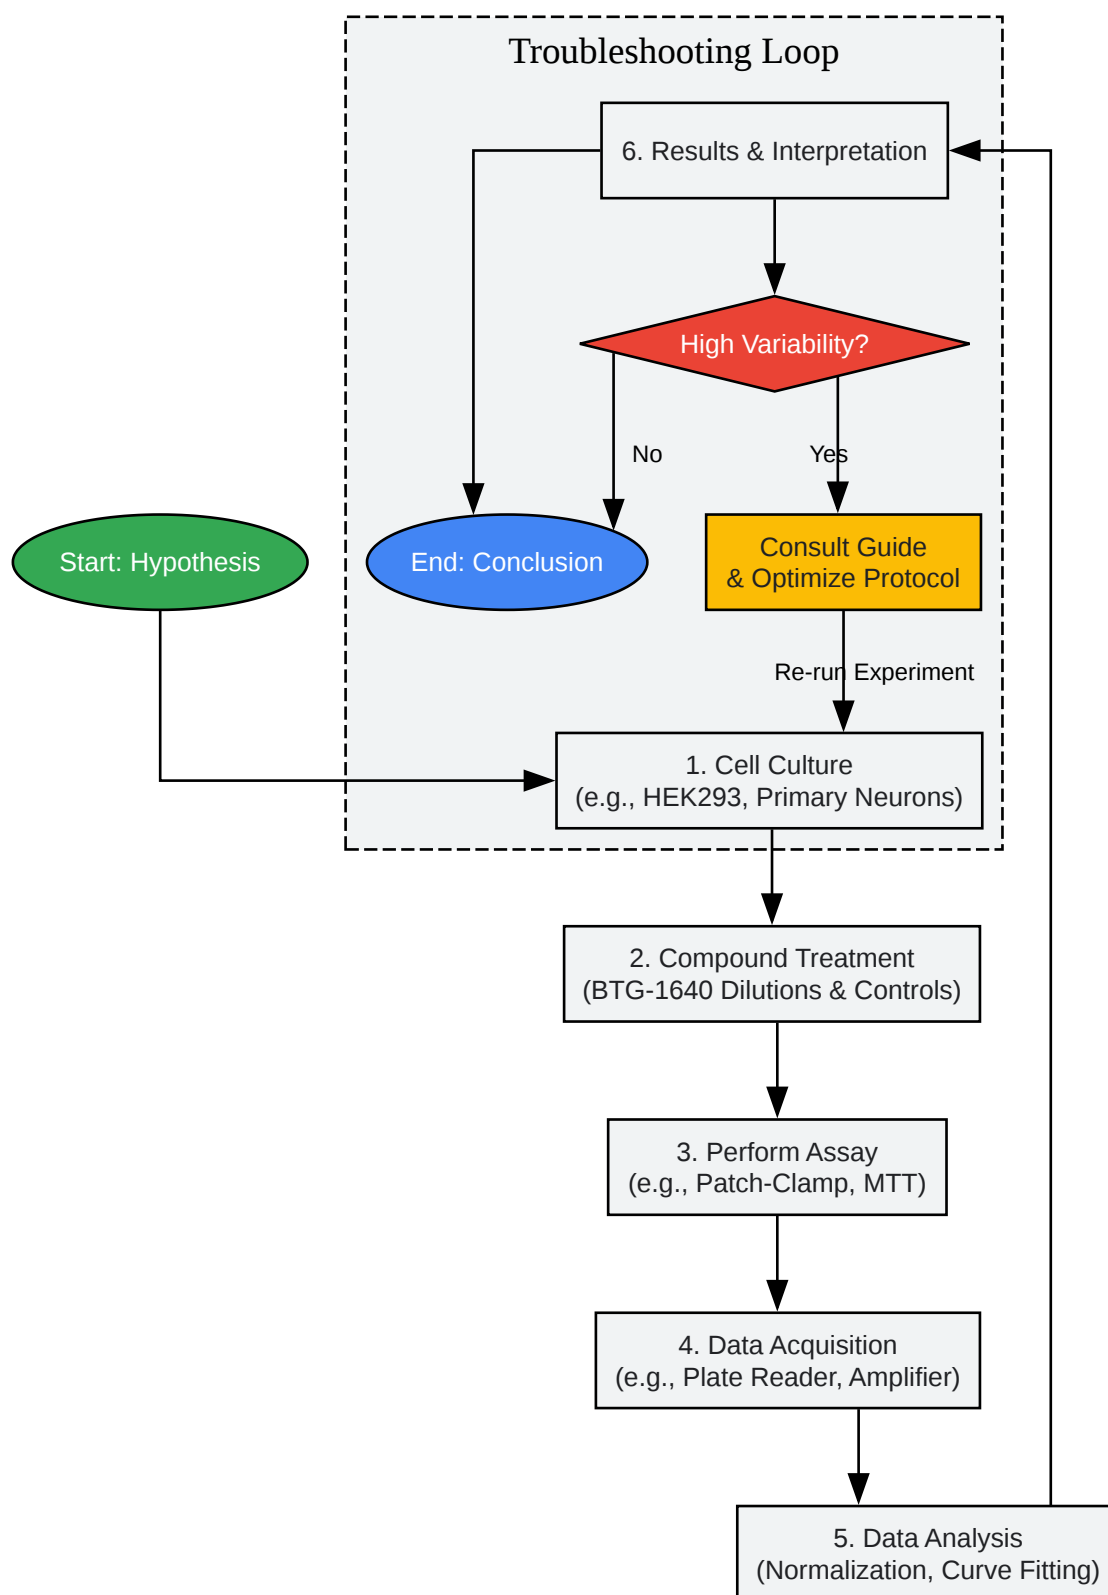 Troubleshooting Loop
6. Results & Interpretation
High Variability?
No
Yes
Start: Hypothesis
End: Conclusion
Consult Guide
& Optimize Protocol
Re-run Experiment
1. Cell Culture
(e.g., HEK293, Primary Neurons)
2. Compound Treatment
(BTG-1640 Dilutions & Controls)
3. Perform Assay
(e.g., Patch-Clamp, MTT)
4. Data Acquisition
(e.g., Plate Reader, Amplifier)
5. Data Analysis
(Normalization, Curve Fitting)